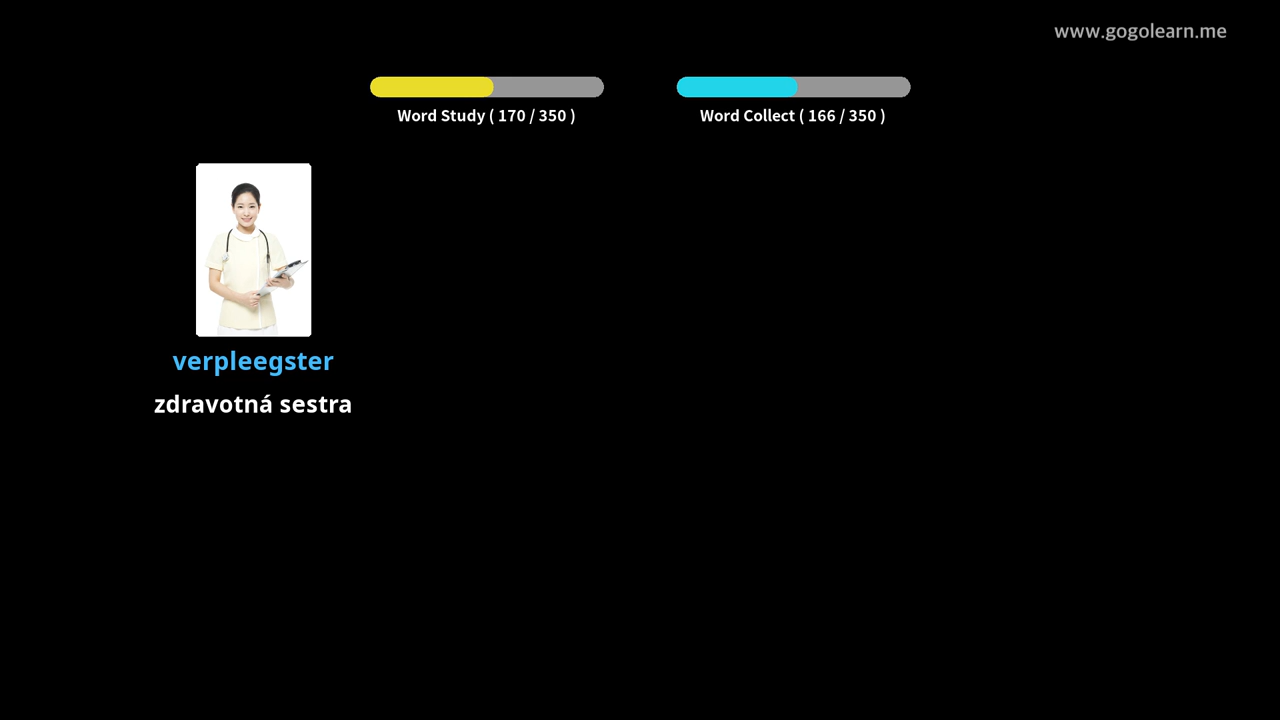 www.gogolearn.me
Word Study ( 170 / 350 )
Word Collect ( 166 / 350 )
verpleegster
zdravotná sestra